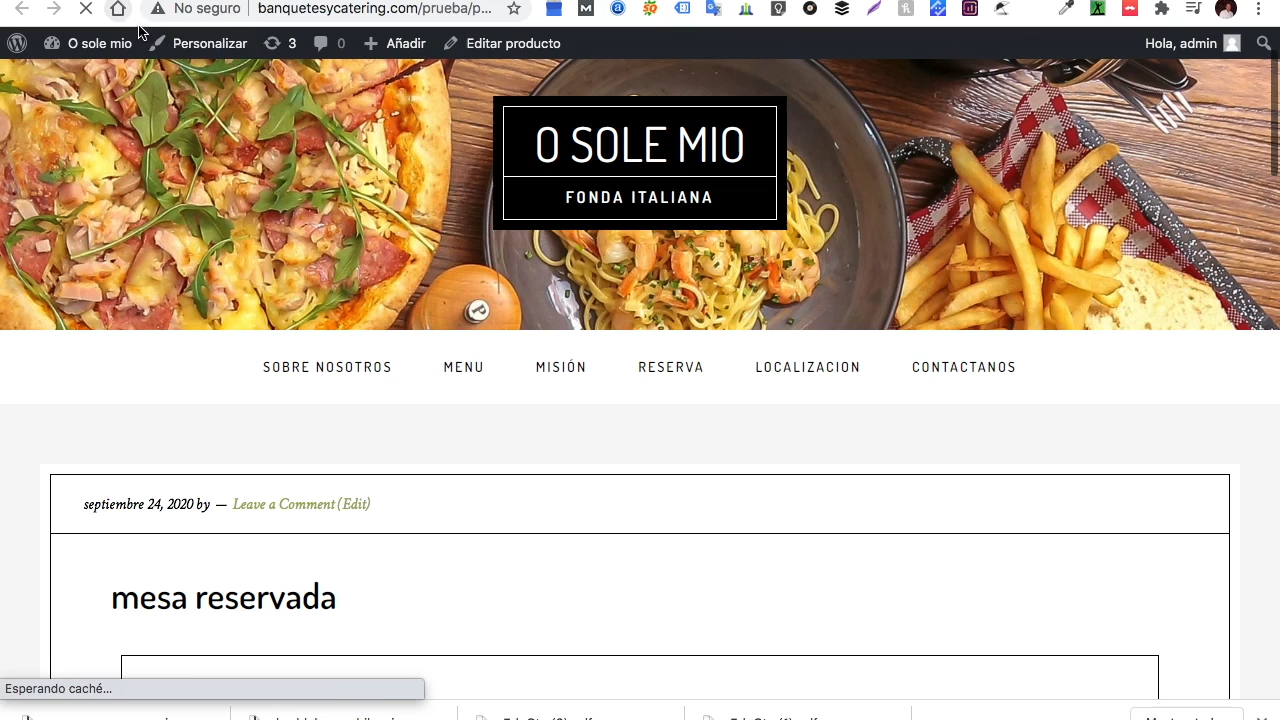 No seguro
banquetesycatering.com/prueba/p...
O sole mio
Personalizar
3
0
Añadir
Editar producto
Hola, admin
O SOLE MIO
FONDA ITALIANA
SOBRE NOSOTROS
MENU
MISIÓN
RESERVA
LOCALIZACION
CONTACTANOS
septiembre 24, 2020 by — Leave a Comment (Edit)
mesa reservada
Esperando caché...